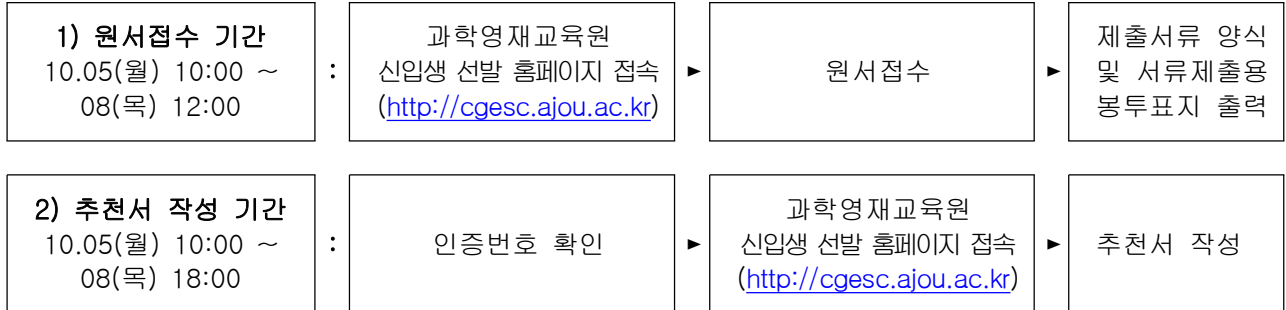 1) 원서접수 기간
10.05(월) 10:00 ~
08(목) 12:00
:
과학영재교육원
신입생 선발 홈페이지 접속
(http://cgesc.ajou.ac.kr)
►
원서접수
►
제출서류 양식
및 서류제출용
봉투표지 출력
2) 추천서 작성 기간
10.05(월) 10:00 ~
08(목) 18:00
:
인증번호 확인
►
과학영재교육원
신입생 선발 홈페이지 접속
(http://cgesc.ajou.ac.kr)
►
추천서 작성